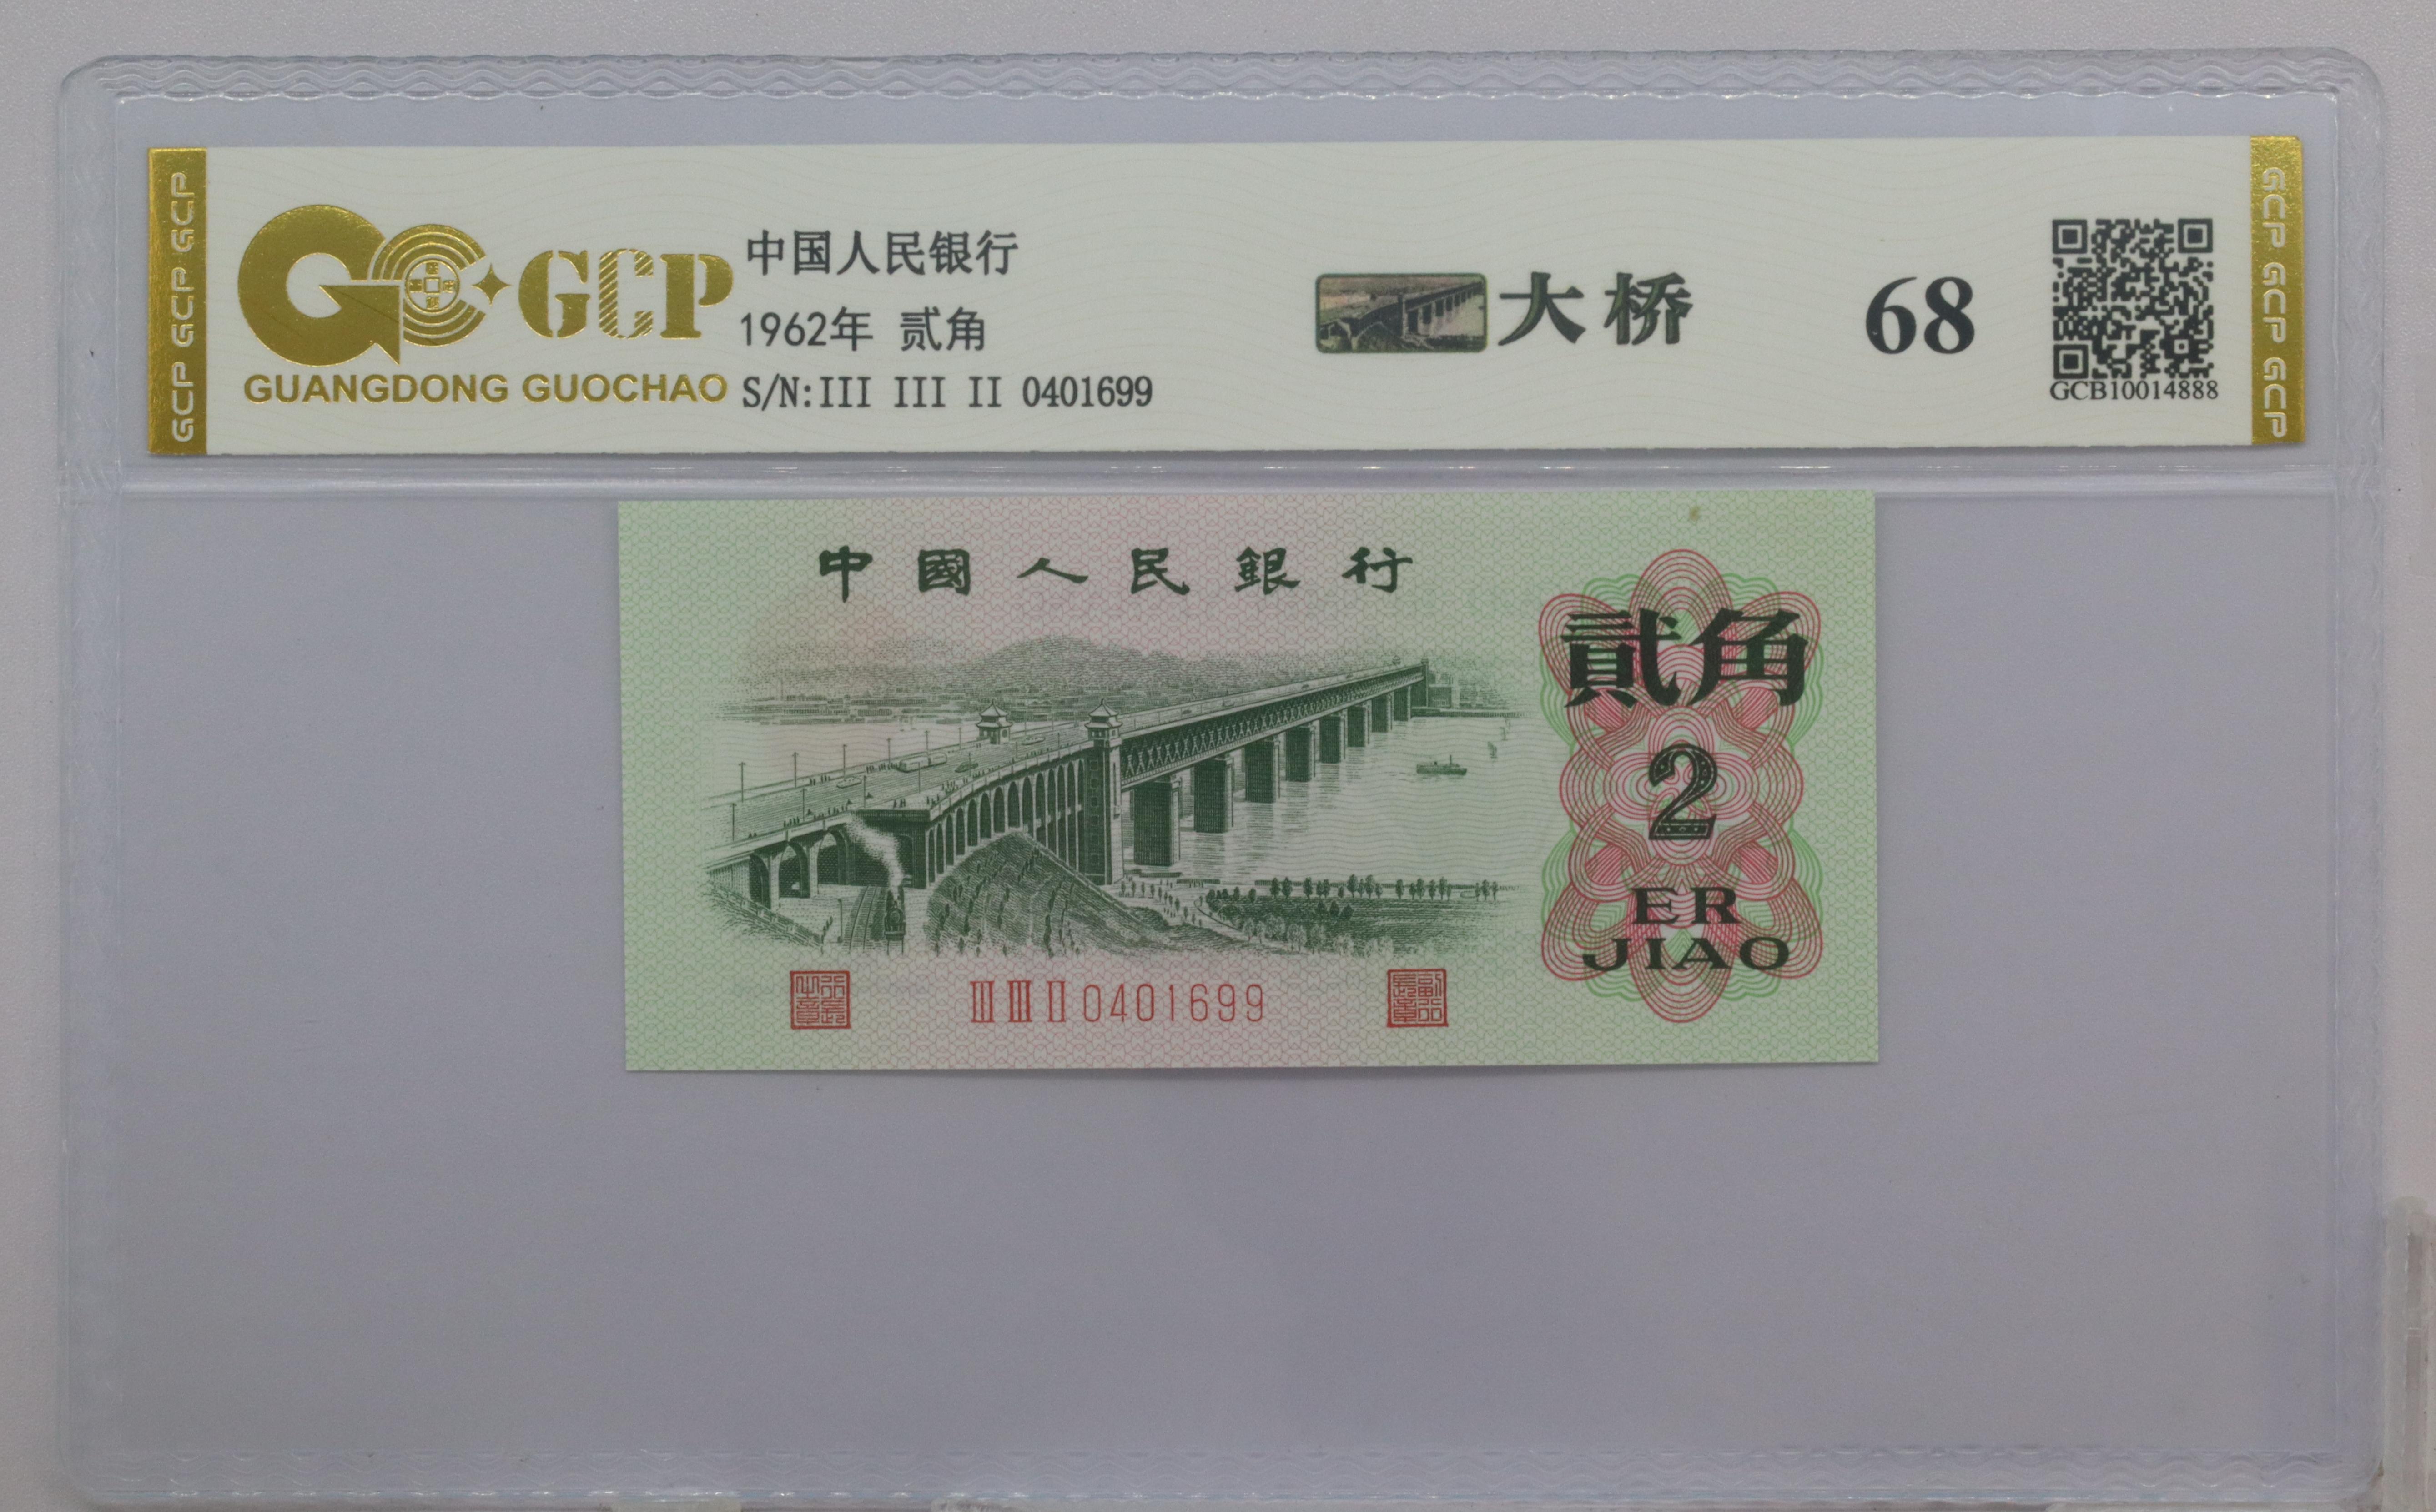 GCP GCP GCP
GCP
GUANGDONG GUOCHAO
中国人民银行
1962年 贰角
S/N:III III II 0401699
大桥
68
GCB10014888
GCP GCP GCP
中國人民銀行
貳角
2
ER
JIAO
III III II 0401699